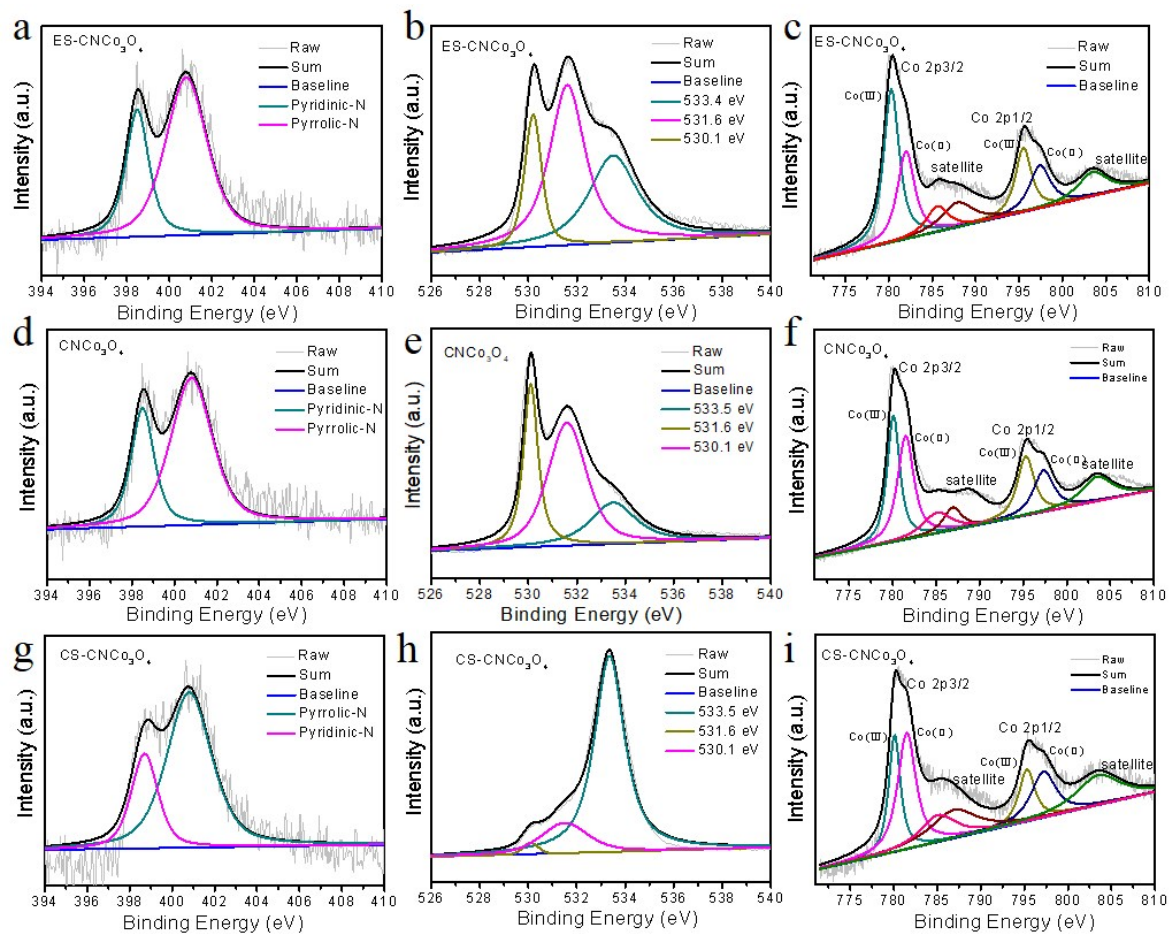 a
ES-CNCo₃O₄
Raw
Sum
Baseline
Pyridinic-N
Pyrrolic-N
Intensity (a.u.)
394 396 398 400 402 404 406 408 410
Binding Energy (eV)
b
ES-CNCo₃O₄
Raw
Sum
Baseline
533.4 eV
531.6 eV
530.1 eV
Intensity (a.u.)
526 528 530 532 534 536 538 540
Binding Energy (eV)
c
ES-CNCo₃O₄
Raw
Sum
Baseline
Co 2p3/2
Co(Ⅲ)
Co(□)
satellite
Co 2p1/2
Co(Ⅲ)
Co(□)
satellite
Intensity (a.u.)
775 780 785 790 795 800 805 810
Binding Energy (eV)
d
CNCo₃O₄
Raw
Sum
Baseline
Pyridinic-N
Pyrrolic-N
Intensity (a.u.)
394 396 398 400 402 404 406 408 410
Binding Energy (eV)
e
CNCo₃O₄
Raw
Sum
Baseline
533.5 eV
531.6 eV
530.1 eV
Intensity (a.u.)
526 528 530 532 534 536 538 540
Binding Energy (eV)
f
CNCo₃O₄
Raw
Sum
Baseline
Co 2p3/2
Co(Ⅲ)
Co(□)
satellite
Co 2p1/2
Co(Ⅲ)
Co(□)
satellite
Intensity (a.u.)
775 780 785 790 795 800 805 810
Binding Energy (eV)
g
CS-CNCo₃O₄
Raw
Sum
Baseline
Pyrrolic-N
Pyridinic-N
Intensity (a.u.)
394 396 398 400 402 404 406 408 410
Binding Energy (eV)
h
CS-CNCo₃O₄
Raw
Sum
Baseline
533.5 eV
531.6 eV
530.1 eV
Intensity (a.u.)
526 528 530 532 534 536 538 540
Binding Energy (eV)
i
CS-CNCo₃O₄
Raw
Sum
Baseline
Co 2p3/2
Co(Ⅲ)
Co(□)
satellite
Co 2p1/2
Co(Ⅲ)
Co(□)
satellite
Intensity (a.u.)
775 780 785 790 795 800 805 810
Binding Energy (eV)